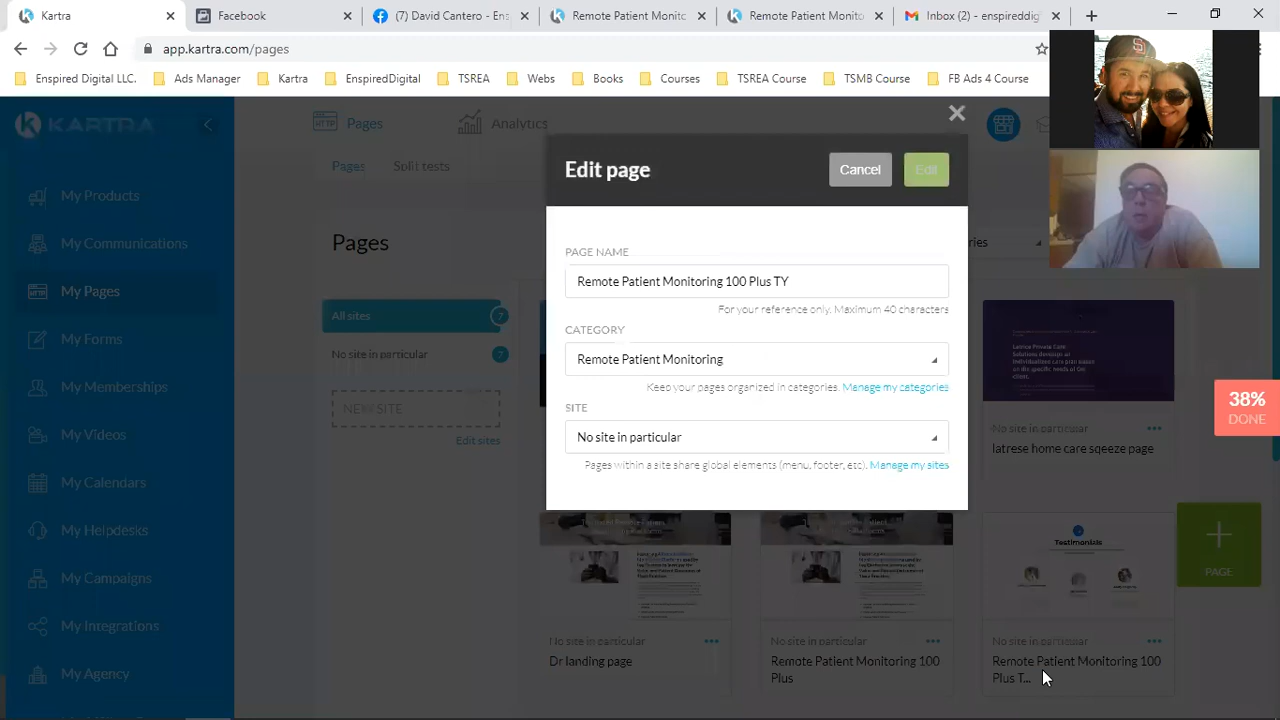 Kartra
Facebook
(7) David Cantero - Ens
Remote Patient Monitc
Remote Patient Monito
Inbox (2) - enspireddig
app.kartra.com/pages
Enspired Digital LLC.
Ads Manager
Kartra
EnspiredDigital
TSREA
Webs
Books
Courses
TSREA Course
TSMB Course
FB Ads 4 Course
KARTRA
Pages
Analytics
Pages
Split tests
My Products
My Communications
My Pages
My Forms
My Memberships
My Videos
My Calendars
My Helpdesks
My Campaigns
My Integrations
My Agency
Pages
All sites
7
No site in particular
7
NEW SITE
Edit sites
Edit page
Cancel
Edit
PAGE NAME
Remote Patient Monitoring 100 Plus TY
For your reference only. Maximum 40 characters
CATEGORY
Remote Patient Monitoring
Keep your pages organized in categories. Manage my categories
SITE
No site in particular
Pages within a site share global elements (menu, footer, etc). Manage my sites
No site in particular
latrese home care sqeeze page
38%
DONE
PAGE
Testimonials
No site in particular
Dr landing page
No site in particular
Remote Patient Monitoring 100
Plus
No site in particular
Remote Patient Monitoring 100
Plus T...